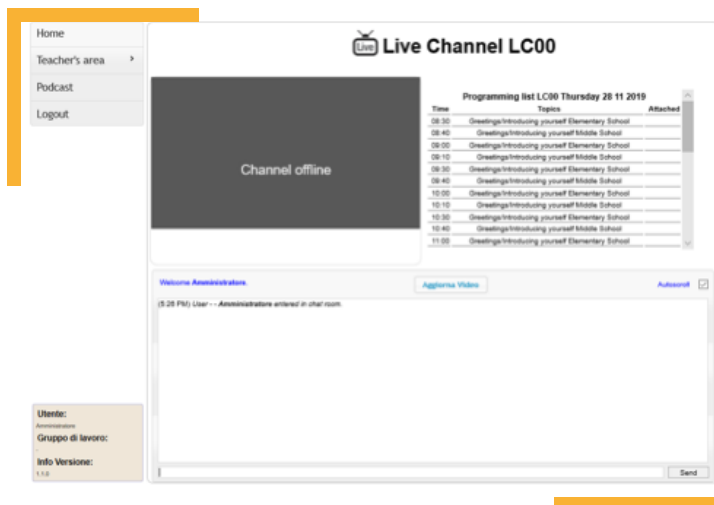 Home
Teacher's area
Podcast
Logout
Live
Live Channel LC00
Channel offline
Programming list LC00 Thursday 28 11 2019
Time Topics Attached
08:30 Greetings/Introducing yourself Elementary School
08:40 Greetings/Introducing yourself Middle School
09:00 Greetings/Introducing yourself Elementary School
09:10 Greetings/Introducing yourself Middle School
09:30 Greetings/Introducing yourself Elementary School
09:40 Greetings/Introducing yourself Middle School
10:00 Greetings/Introducing yourself Elementary School
10:10 Greetings/Introducing yourself Middle School
10:30 Greetings/Introducing yourself Elementary School
10:40 Greetings/Introducing yourself Middle School
11:00 Greetings/Introducing yourself Elementary School
Welcome Amministratore.
Aggiorna Video
Autoscroll
(5:26 PM) User - - Amministratore entered in chat room.
Utente:
Amministratore
Gruppo di lavoro:
-
Info Versione:
1.1.0
Send